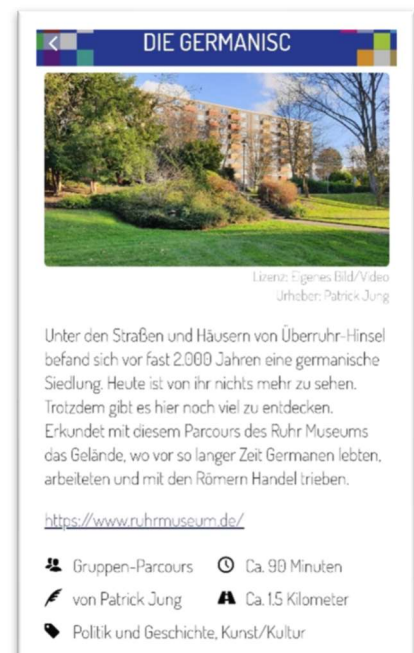 DIE GERMANISC
Lizenz: Eigenes Bild/Video
Urheber: Patrick Jung
Unter den Straßen und Häusern von Überruhr-Hinsel
befand sich vor fast 2.000 Jahren eine germanische
Siedlung. Heute ist von ihr nichts mehr zu sehen.
Trotzdem gibt es hier noch viel zu entdecken.
Erkundet mit diesem Parcours des Ruhr Museums
das Gelände, wo vor so langer Zeit Germanen lebten,
arbeiteten und mit den Römern Handel trieben.
https://www.ruhrmuseum.de/
Gruppen-Parcours Ca. 90 Minuten
von Patrick Jung Ca. 1.5 Kilometer
Politik und Geschichte, Kunst/Kultur